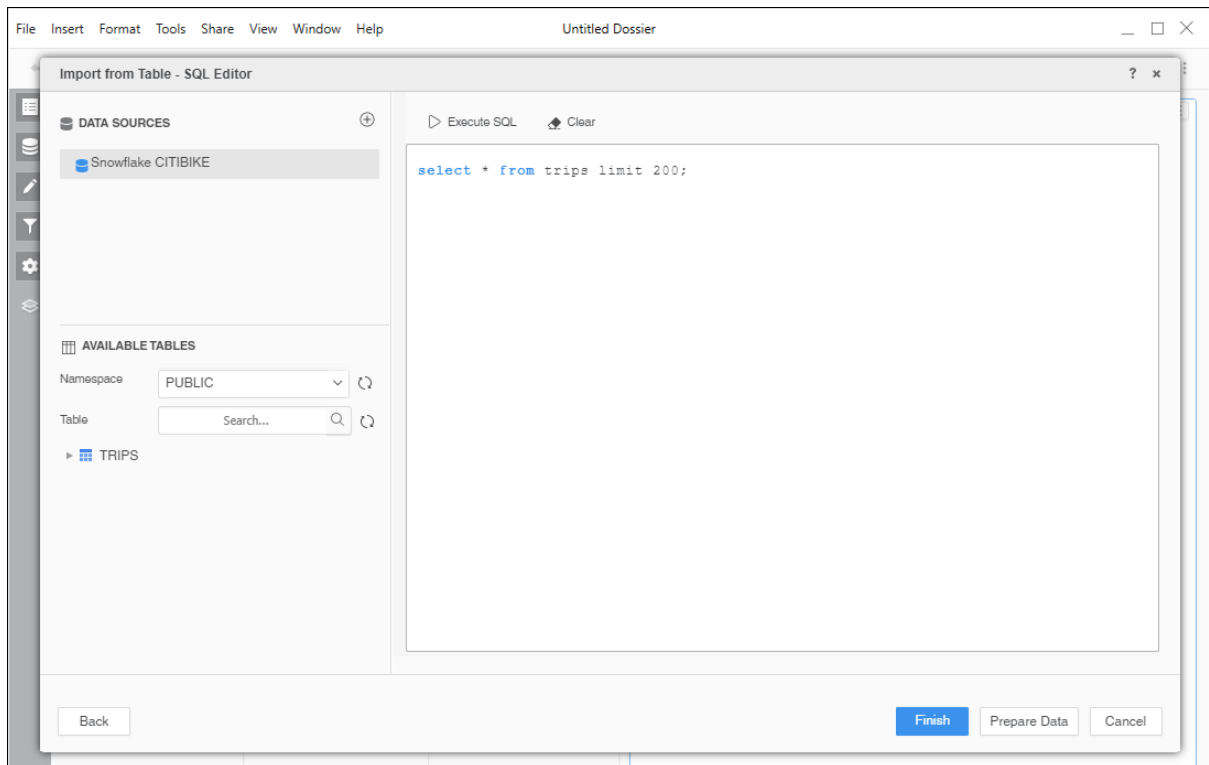 File Insert Format Tools Share View Window Help Untitled Dossier
Import from Table - SQL Editor ? ×
DATA SOURCES
Execute SQL Clear
Snowflake CITIBIKE
select * from trips limit 200;
AVAILABLE TABLES
Namespace PUBLIC
Table Search...
TRIPS
Back Finish Prepare Data Cancel